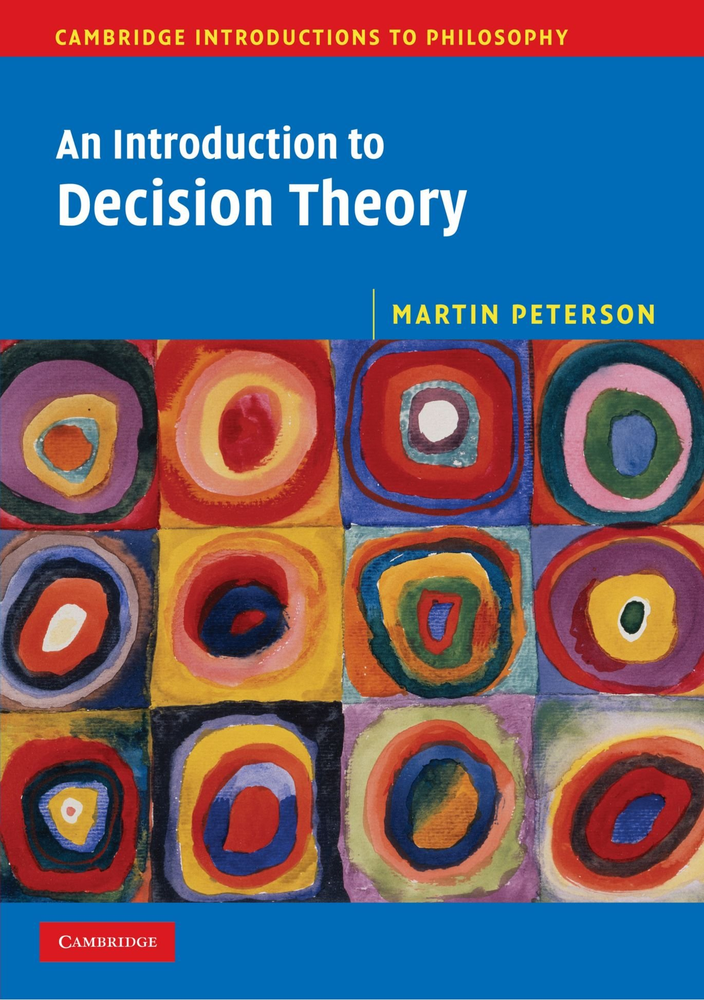 CAMBRIDGE INTRODUCTIONS TO PHILOSOPHY
An Introduction to
Decision Theory
MARTIN PETERSON
CAMBRIDGE